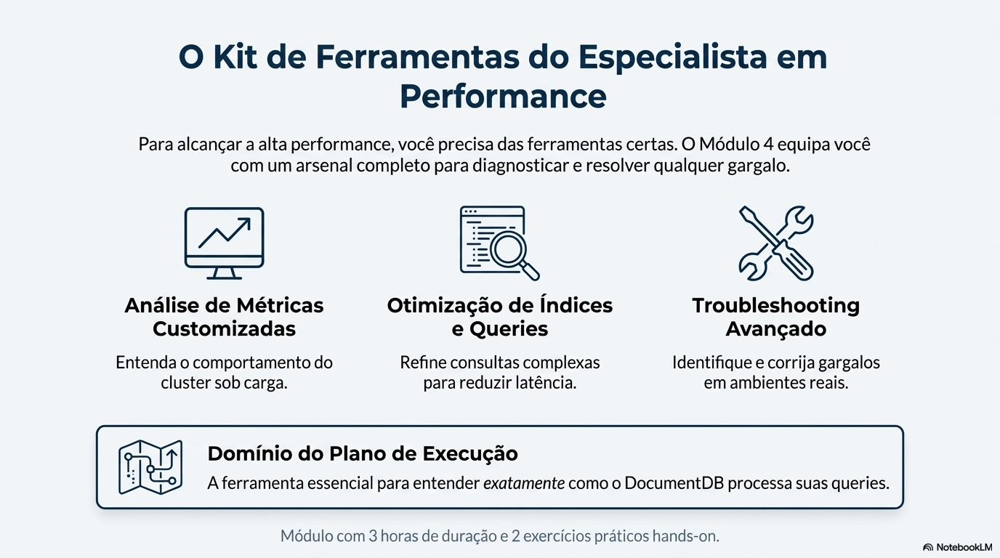 O Kit de Ferramentas do Especialista em
Performance
Para alcançar a alta performance, você precisa das ferramentas certas. O Módulo 4 equipa você
com um arsenal completo para diagnosticar e resolver qualquer gargalo.
Análise de Métricas
Customizadas
Entenda o comportamento do
cluster sob carga.
Otimização de Índices
e Queries
Refine consultas complexas
para reduzir latência.
Troubleshooting
Avançado
Identifique e corrija gargalos
em ambientes reais.
Domínio do Plano de Execução
A ferramenta essencial para entender exatamente como o DocumentDB processa suas queries.
Módulo com 3 horas de duração e 2 exercícios práticos hands-on.
NotebookLM